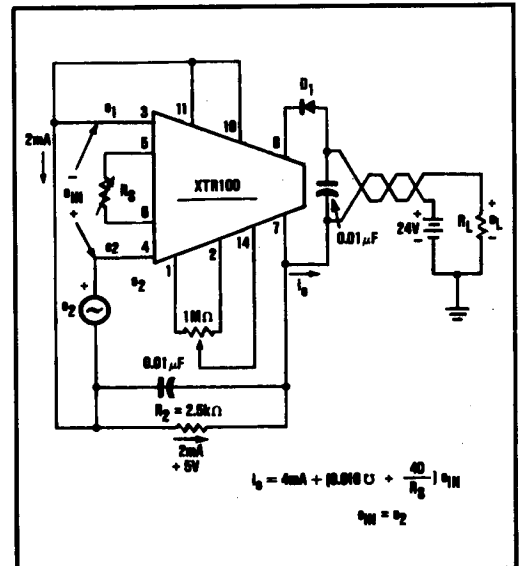 D1
e1
3
11
10
8
2mA
5
−
eIN
+
RS
XTR100
0.01μF
24V
+
−
RL
+
eL
−
6
e2
4
7
14
2
1
e2
io
+
e2
1MΩ
0.01μF
R2 = 2.5kΩ
2mA
+ 5V
io = 4mA + (0.016 ℧ + 40/RS) eIN
eIN = e2